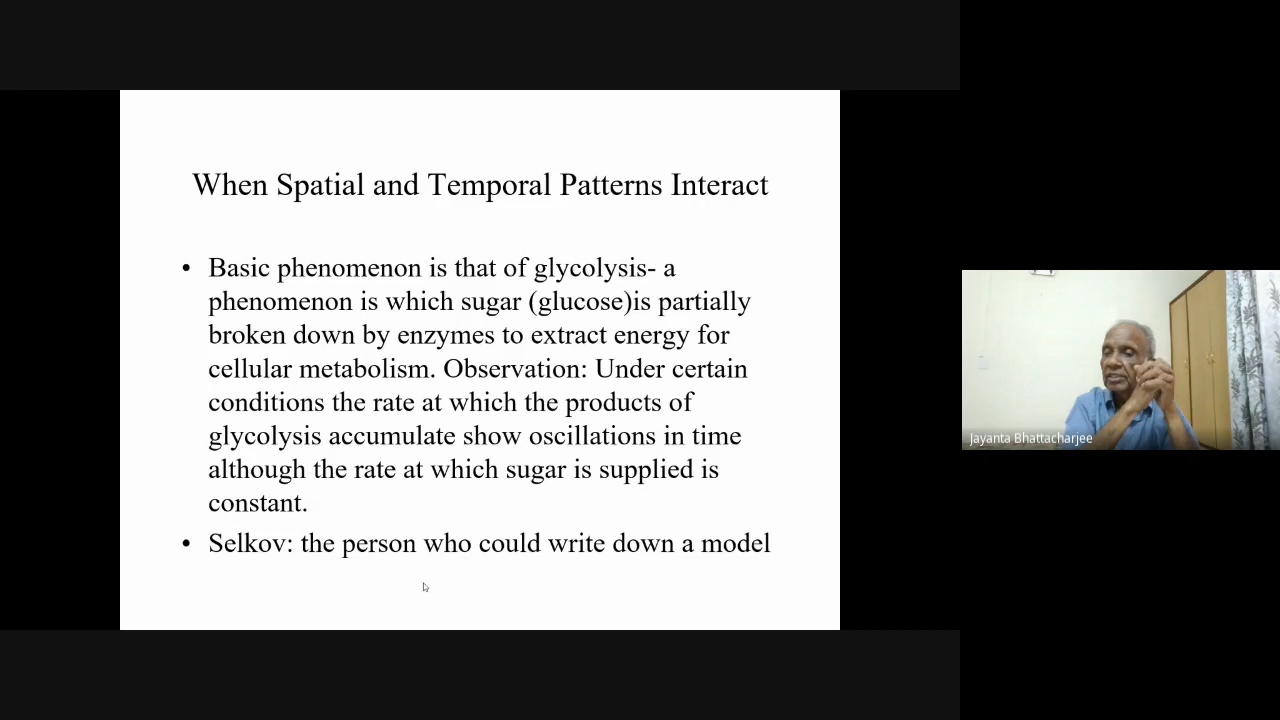 When Spatial and Temporal Patterns Interact
• Basic phenomenon is that of glycolysis- a
phenomenon is which sugar (glucose)is partially
broken down by enzymes to extract energy for
cellular metabolism. Observation: Under certain
conditions the rate at which the products of
glycolysis accumulate show oscillations in time
although the rate at which sugar is supplied is
constant.
• Selkov: the person who could write down a model
Jayanta Bhattacharjee